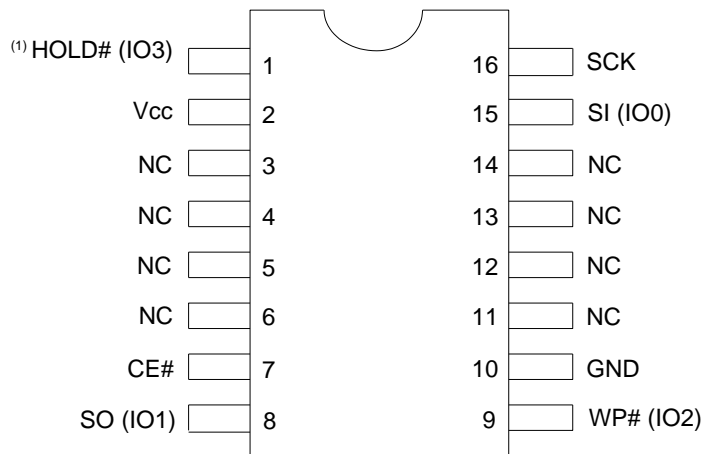 (1) HOLD# (IO3) 1 16 SCK
Vcc 2 15 SI (IO0)
NC 3 14 NC
NC 4 13 NC
NC 5 12 NC
NC 6 11 NC
CE# 7 10 GND
SO (IO1) 8 9 WP# (IO2)